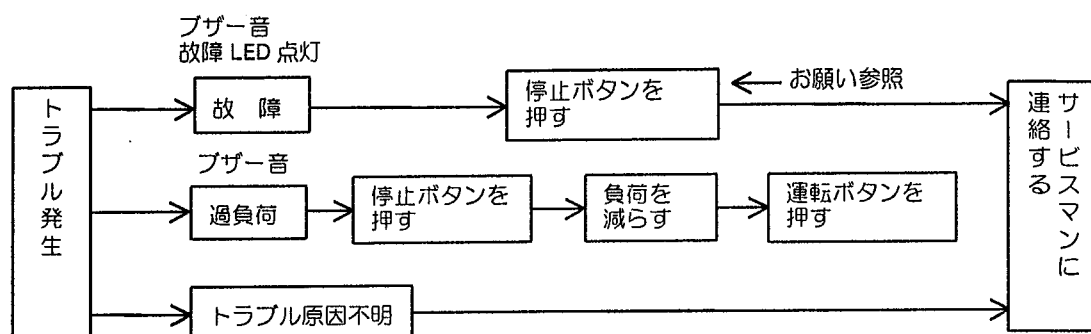 ブザー音
故障 LED 点灯
トラブル発生
故 障
停止ボタンを
押す
お願い参照
サービスマンに
連絡する
ブザー音
過負荷
停止ボタンを
押す
負荷を
減らす
運転ボタンを
押す
トラブル原因不明